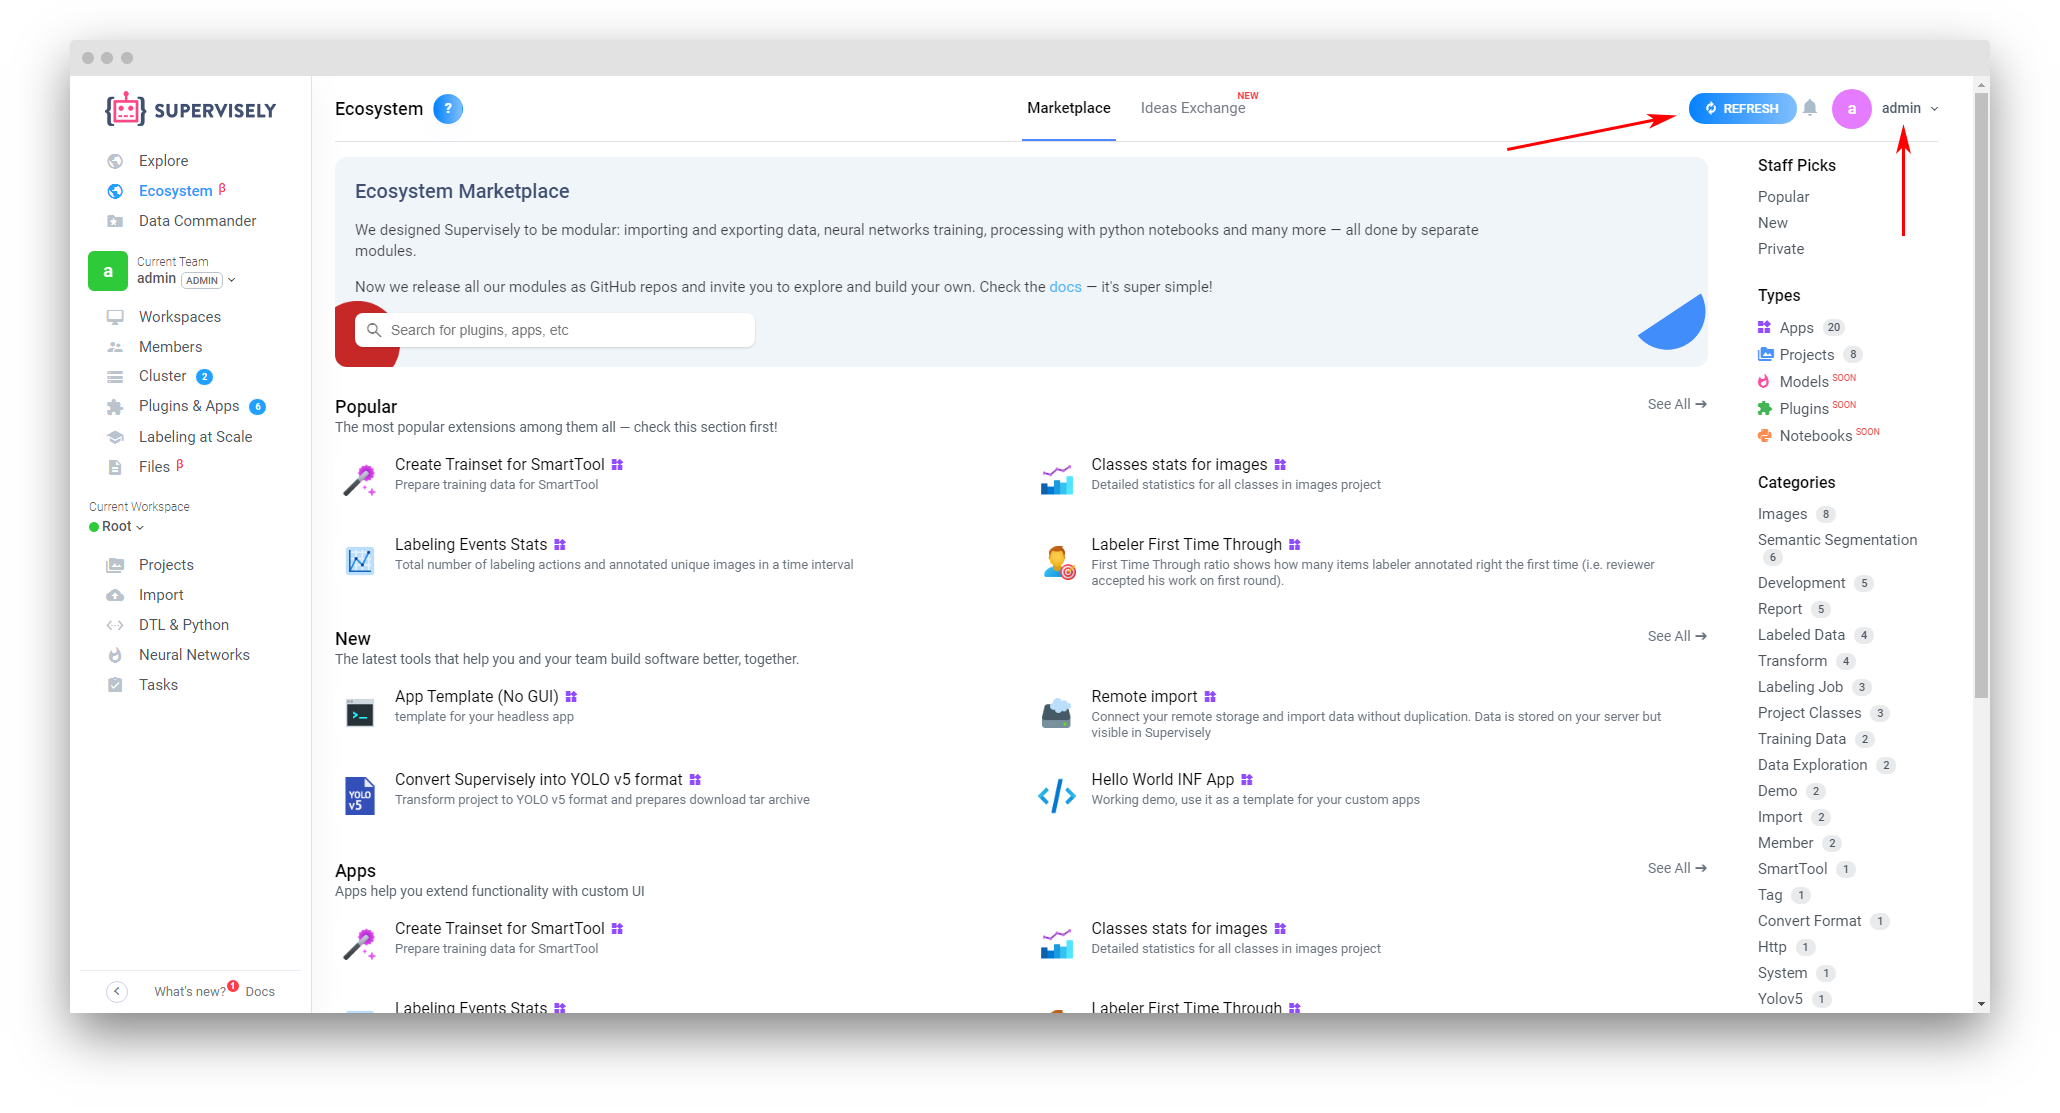 SUPERVISELY
Explore
Ecosystem β
Data Commander
a
Current Team
admin ADMIN
Workspaces
Members
Cluster 2
Plugins & Apps 6
Labeling at Scale
Files β
Current Workspace
Root
Projects
Import
DTL & Python
Neural Networks
Tasks
What's new? 1 Docs
Ecosystem ?
Marketplace
Ideas Exchange NEW
REFRESH
a
admin
Ecosystem Marketplace
We designed Supervisely to be modular: importing and exporting data, neural networks training, processing with python notebooks and many more — all done by separate
modules.
Now we release all our modules as GitHub repos and invite you to explore and build your own. Check the docs — it's super simple!
Search for plugins, apps, etc
Popular
See All →
The most popular extensions among them all — check this section first!
Create Trainset for SmartTool
Prepare training data for SmartTool
Classes stats for images
Detailed statistics for all classes in images project
Labeling Events Stats
Total number of labeling actions and annotated unique images in a time interval
Labeler First Time Through
First Time Through ratio shows how many items labeler annotated right the first time (i.e. reviewer
accepted his work on first round).
New
See All →
The latest tools that help you and your team build software better, together.
App Template (No GUI)
template for your headless app
Remote import
Connect your remote storage and import data without duplication. Data is stored on your server but
visible in Supervisely
YOLO
v5
Convert Supervisely into YOLO v5 format
Transform project to YOLO v5 format and prepares download tar archive
Hello World INF App
Working demo, use it as a template for your custom apps
Apps
See All →
Apps help you extend functionality with custom UI
Create Trainset for SmartTool
Prepare training data for SmartTool
Classes stats for images
Detailed statistics for all classes in images project
Labeling Events Stats
Labeler First Time Through
Staff Picks
Popular
New
Private
Types
Apps 20
Projects 8
Models SOON
Plugins SOON
Notebooks SOON
Categories
Images 8
Semantic Segmentation
6
Development 5
Report 5
Labeled Data 4
Transform 4
Labeling Job 3
Project Classes 3
Training Data 2
Data Exploration 2
Demo 2
Import 2
Member 2
SmartTool 1
Tag 1
Convert Format 1
Http 1
System 1
Yolov5 1